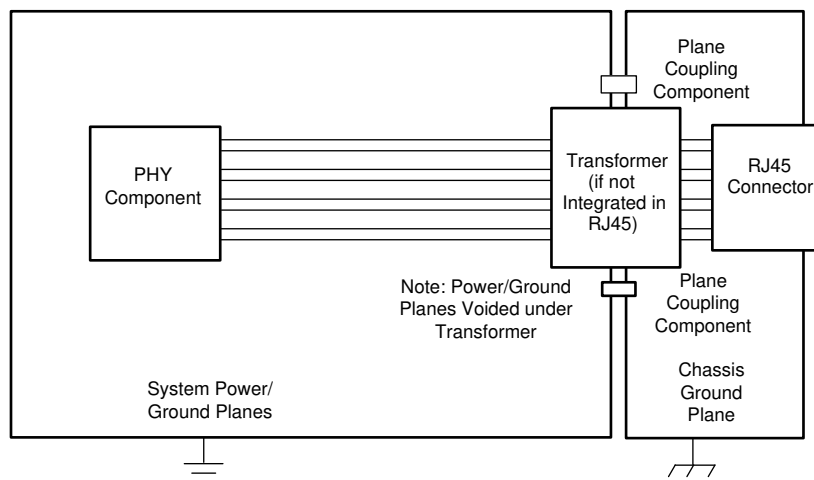 Plane
Coupling
Component
PHY
Component
Transformer
(if not
Integrated in
RJ45)
RJ45
Connector
Note: Power/Ground
Planes Voided under
Transformer
Plane
Coupling
Component
System Power/
Ground Planes
Chassis
Ground
Plane